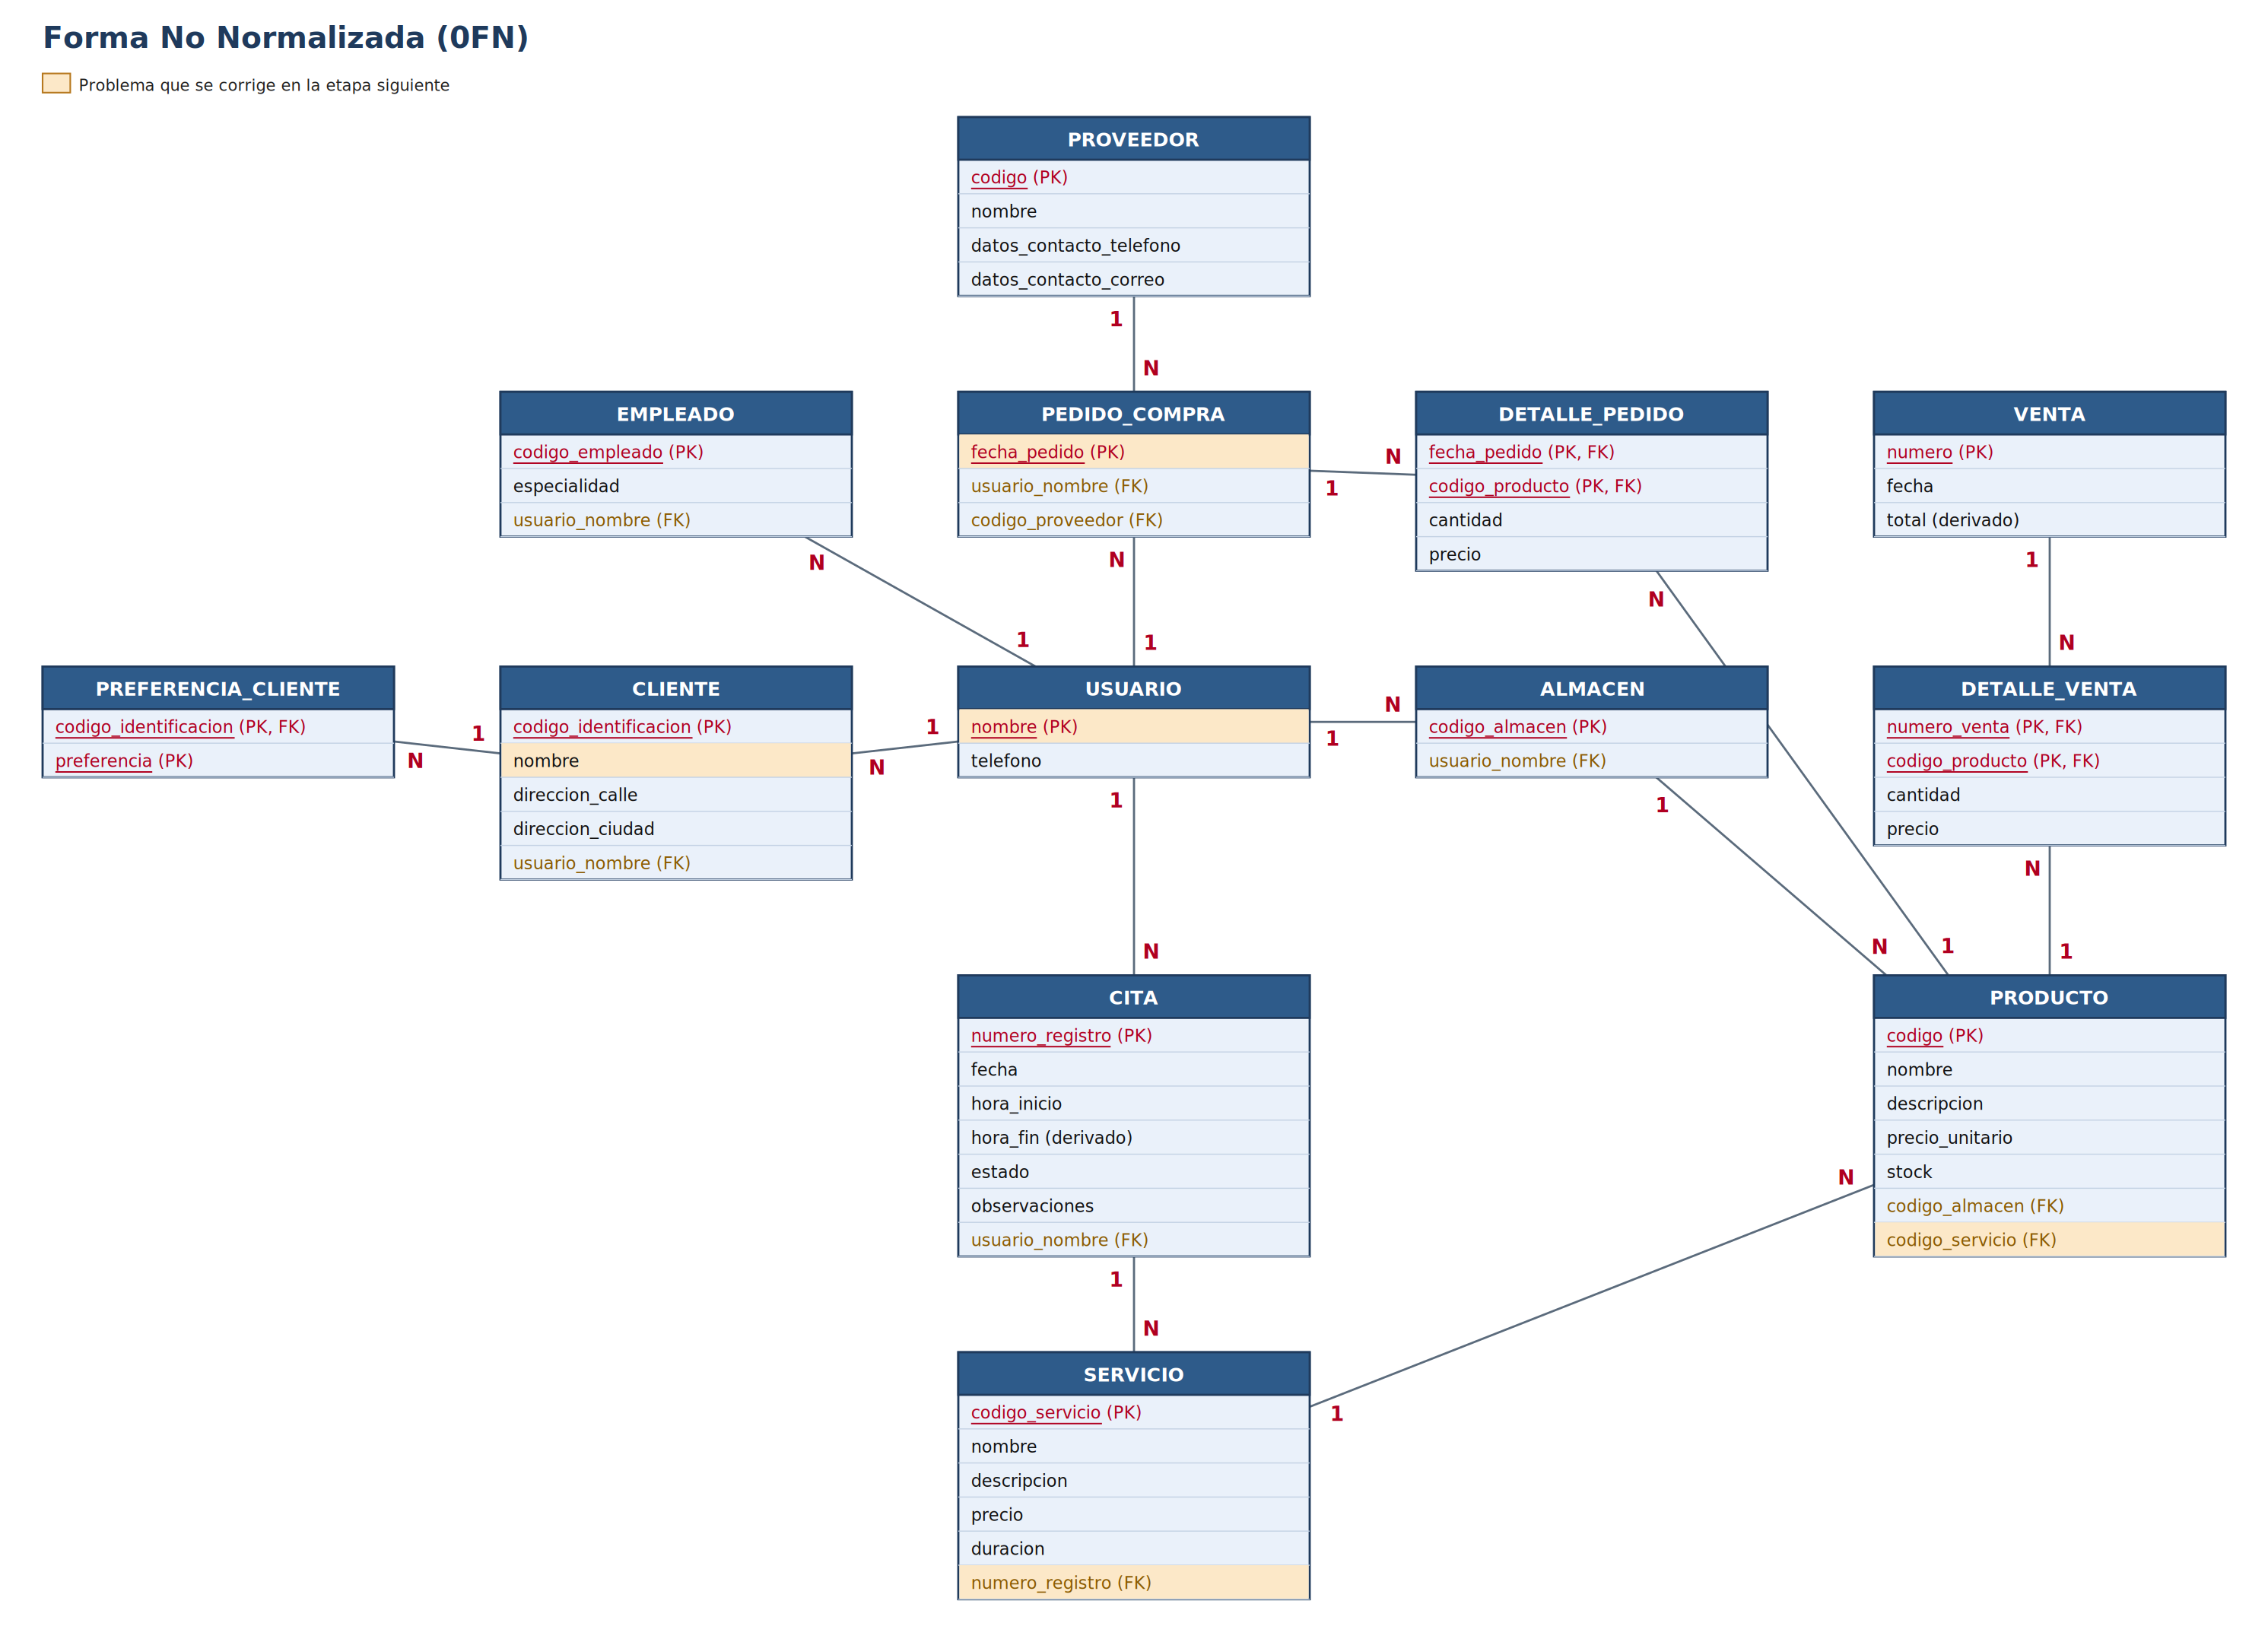 Forma No Normalizada (0FN)
Problema que se corrige en la etapa siguiente
PROVEEDOR
codigo (PK)
nombre
datos_contacto_telefono
datos_contacto_correo
1
N
EMPLEADO
codigo_empleado (PK)
especialidad
usuario_nombre (FK)
N
1
PEDIDO_COMPRA
fecha_pedido (PK)
usuario_nombre (FK)
codigo_proveedor (FK)
N
1
N
1
DETALLE_PEDIDO
fecha_pedido (PK, FK)
codigo_producto (PK, FK)
cantidad
precio
N
VENTA
numero (PK)
fecha
total (derivado)
1
N
PREFERENCIA_CLIENTE
codigo_identificacion (PK, FK)
preferencia (PK)
1
N
CLIENTE
codigo_identificacion (PK)
nombre
direccion_calle
direccion_ciudad
usuario_nombre (FK)
1
N
USUARIO
nombre (PK)
telefono
N
1
1
N
ALMACEN
codigo_almacen (PK)
usuario_nombre (FK)
1
DETALLE_VENTA
numero_venta (PK, FK)
codigo_producto (PK, FK)
cantidad
precio
N
N
1
1
CITA
numero_registro (PK)
fecha
hora_inicio
hora_fin (derivado)
estado
observaciones
usuario_nombre (FK)
1
N
PRODUCTO
codigo (PK)
nombre
descripcion
precio_unitario
stock
codigo_almacen (FK)
codigo_servicio (FK)
N
SERVICIO
codigo_servicio (PK)
nombre
descripcion
precio
duracion
numero_registro (FK)
1